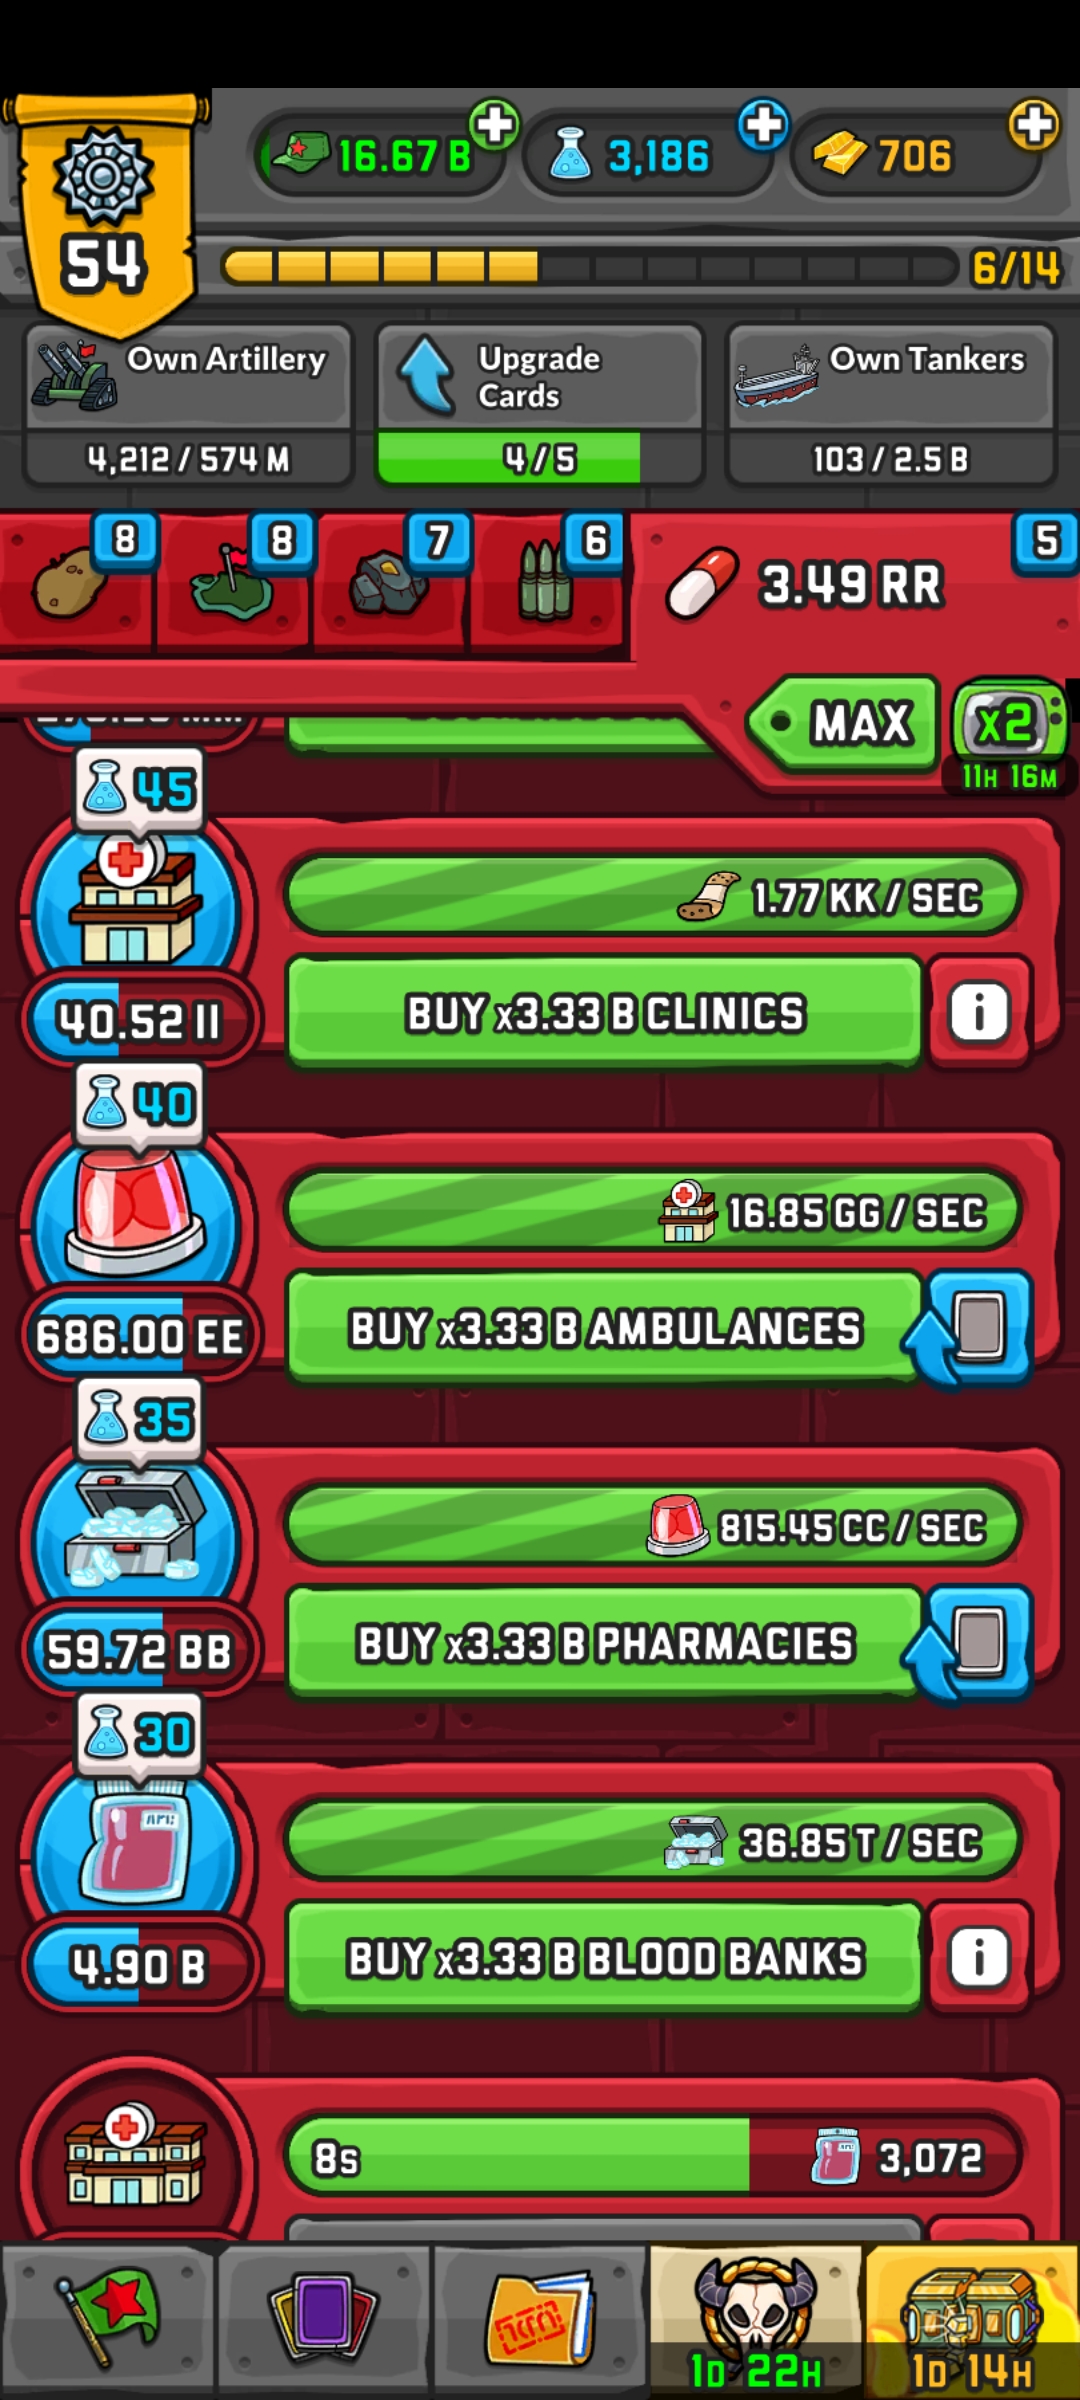 54
16.67 B
3,186
706
6/14
Own Artillery
4,212 / 574 M
Upgrade
Cards
4 / 5
Own Tankers
103 / 2.5 B
8
8
7
6
5
3.49 RR
MAX
X2
11H 16M
45
1.77 KK / SEC
40.52 II
BUY x3.33 B CLINICS
i
40
16.85 GG / SEC
686.00 EE
BUY x3.33 B AMBULANCES
35
815.45 CC / SEC
59.72 BB
BUY x3.33 B PHARMACIES
30
36.85 T / SEC
4.90 B
BUY x3.33 B BLOOD BANKS
i
8s
3,072
1D 22H
1D 14H